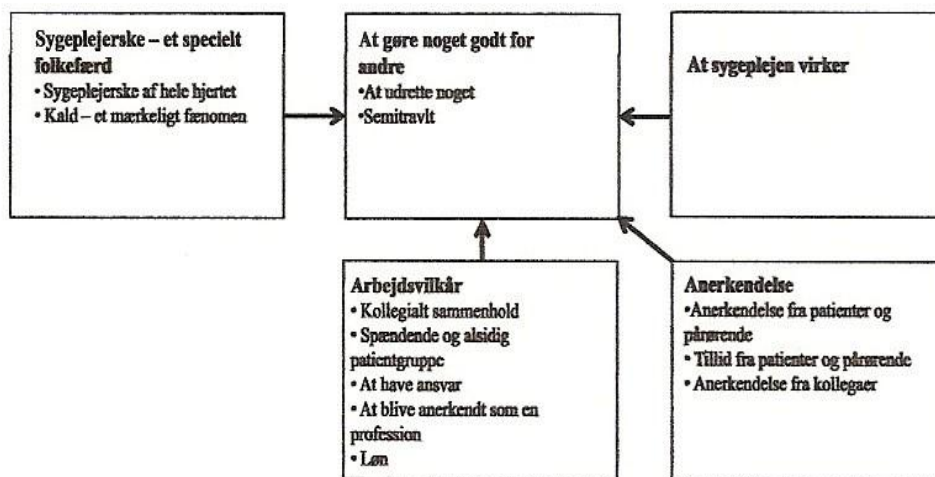 Sygeplejerske – et specielt
folkefærd
• Sygeplejerske af hele hjertet
• Kald – et mærkeligt fænomen
At gøre noget godt for
andre
•At udrette noget
•Semitravlt
At sygeplejen virker
Arbejdsvilkår
• Kollegialt sammenhold
• Spændende og alsidig
patientgruppe
• At have ansvar
• At blive anerkendt som en
profession
• Løn
Anerkendelse
•Anerkendelse fra patienter og
pårørende
• Tillid fra patienter og pårørende
• Anerkendelse fra kollegaer